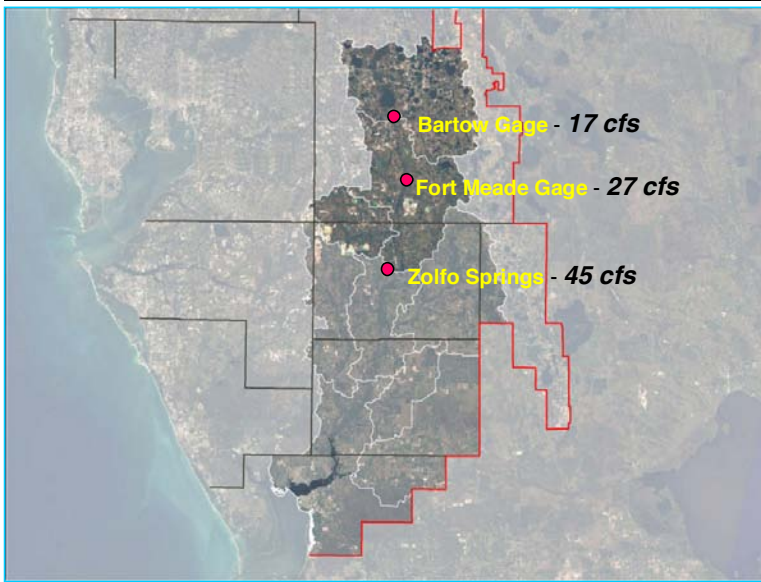 Bartow Gage - 17 cfs
Fort Meade Gage - 27 cfs
Zolfo Springs - 45 cfs